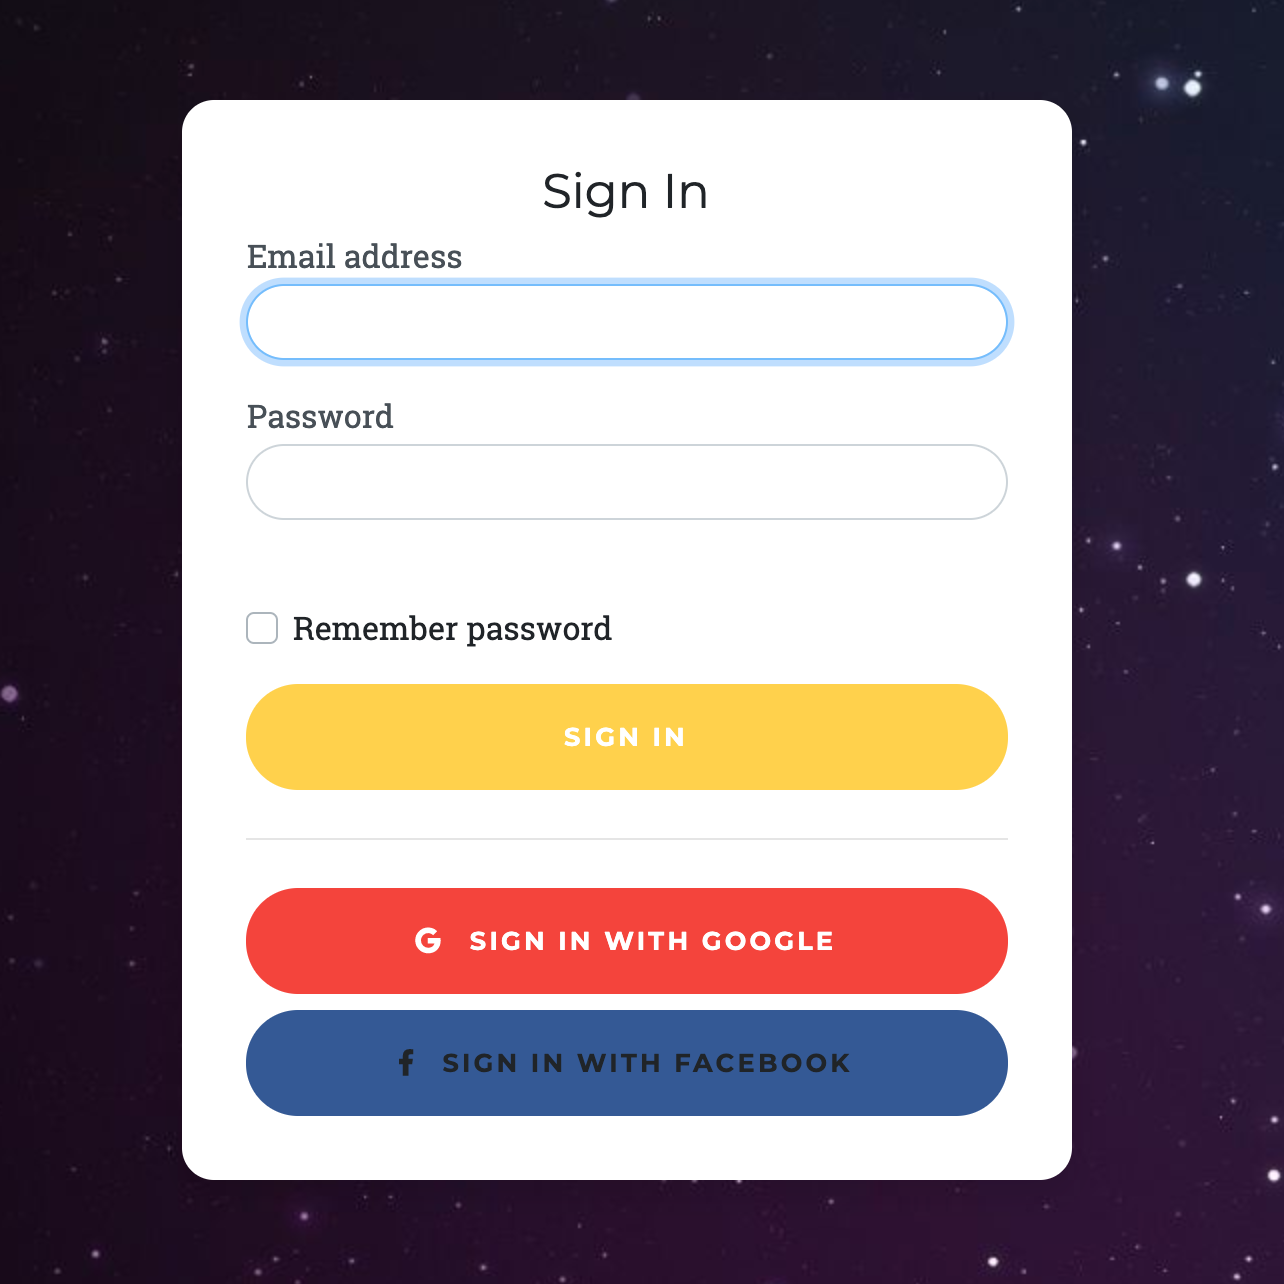 Sign In
Email address
Password
Remember password
SIGN IN
SIGN IN WITH GOOGLE
SIGN IN WITH FACEBOOK